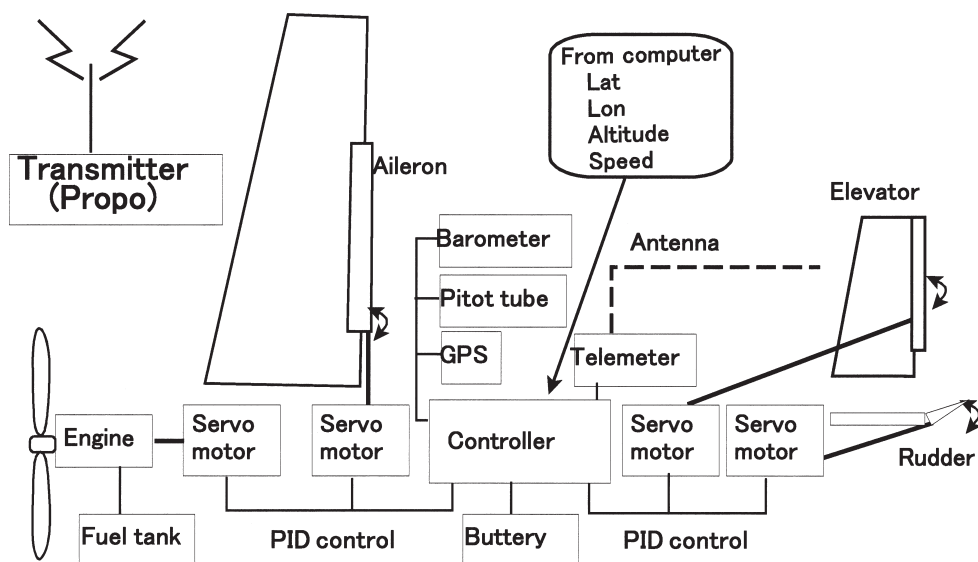 Transmitter
(Propo)
Aileron
From computer
Lat
Lon
Altitude
Speed
Elevator
Barometer
Antenna
Pitot tube
GPS
Telemeter
Engine
Servo
motor
Servo
motor
Controller
Servo
motor
Servo
motor
Rudder
Fuel tank
PID control
Buttery
PID control